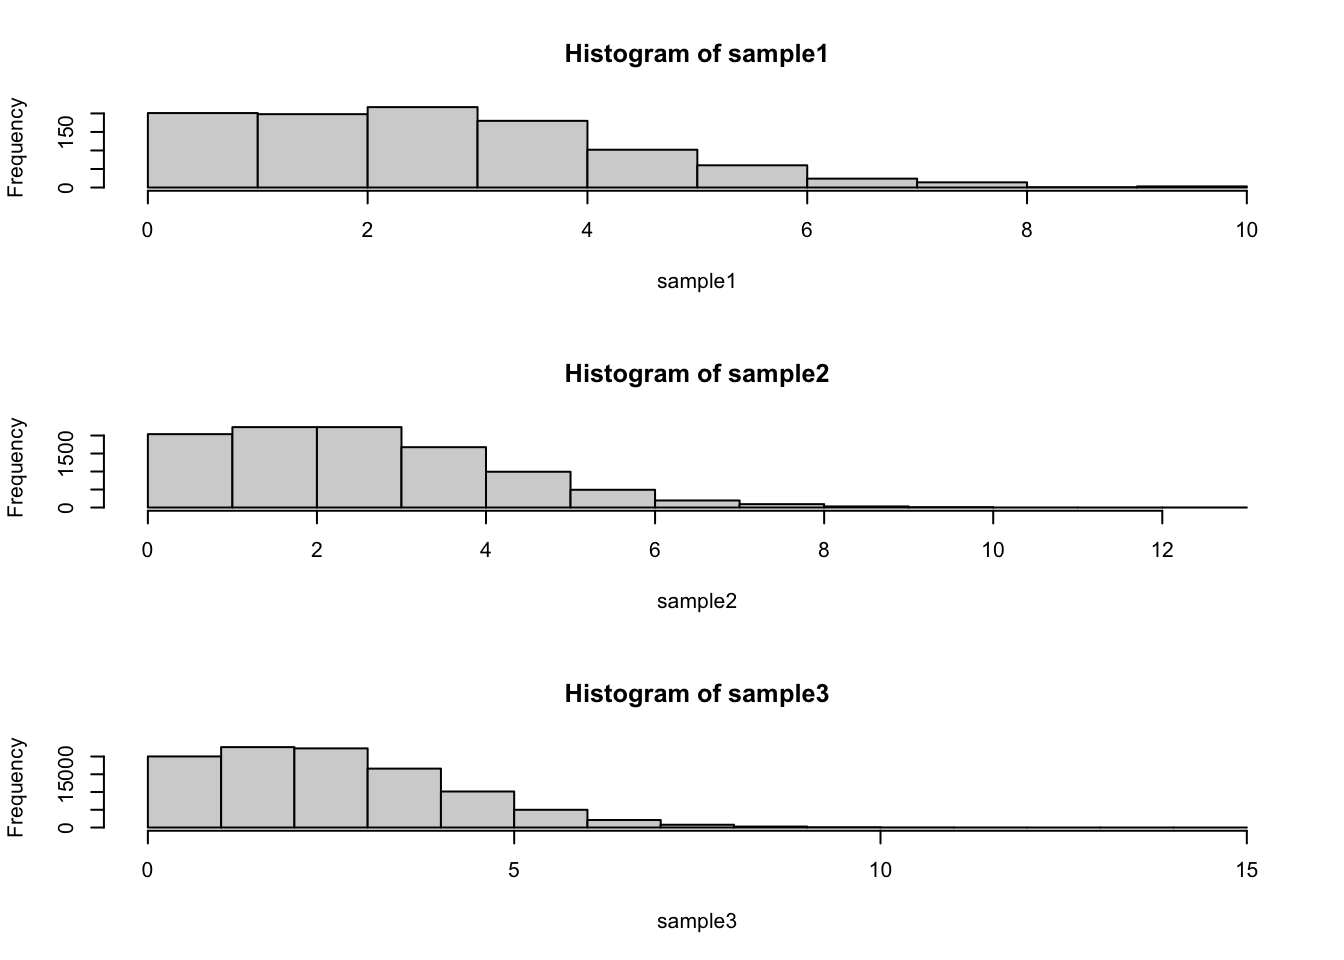 Histogram of sample1
Frequency
150
0
0 2 4 6 8 10
sample1
Histogram of sample2
Frequency
1500
0
0 2 4 6 8 10 12
sample2
Histogram of sample3
Frequency
15000
0
0 5 10 15
sample3